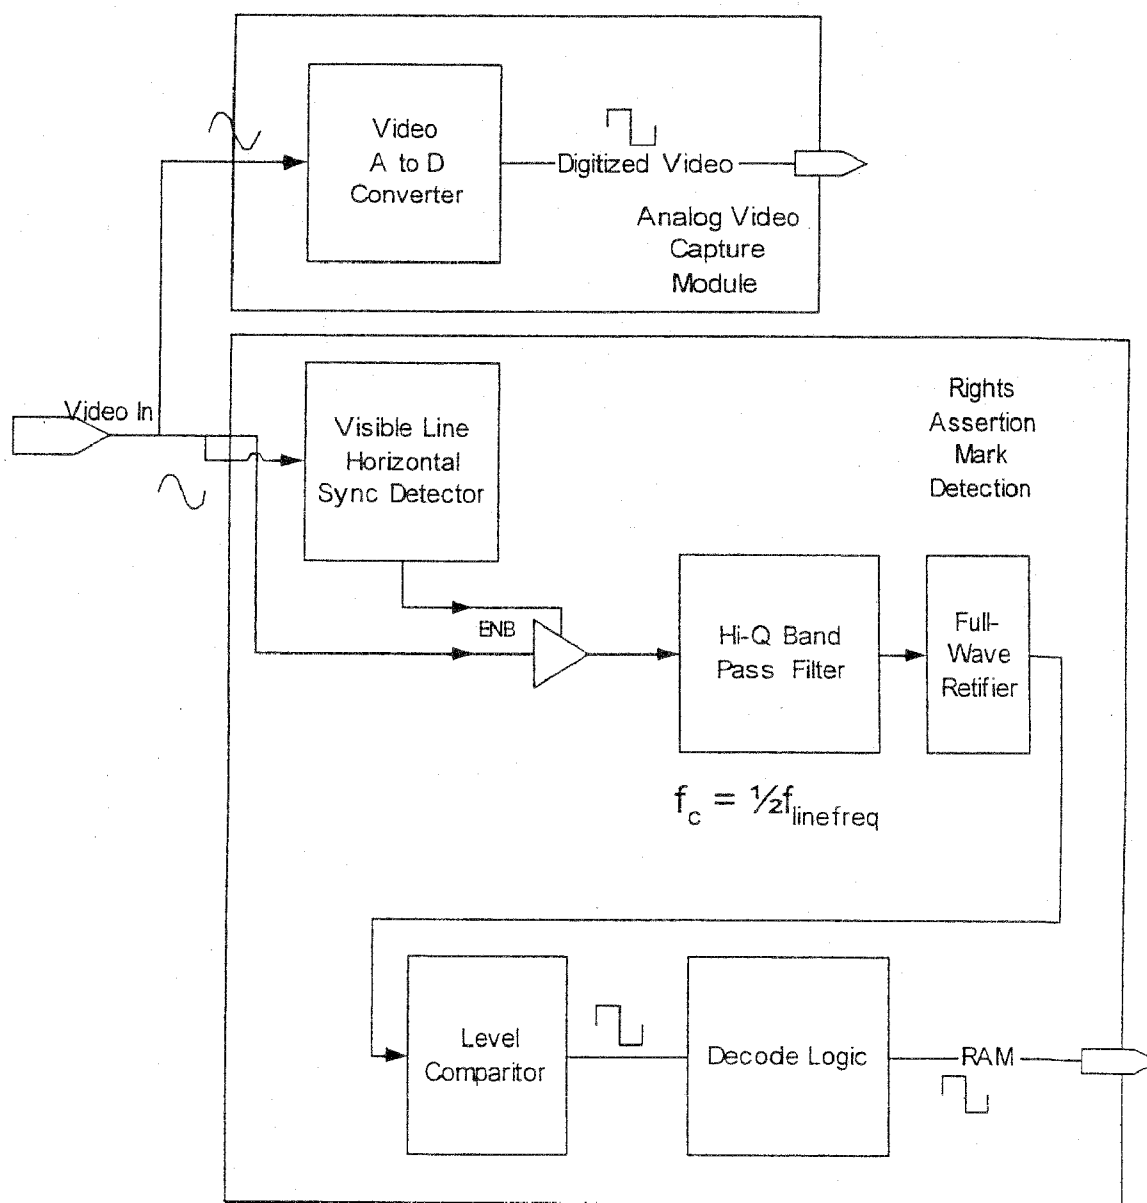 Video
A to D
Converter
Digitized Video
Analog Video
Capture
Module
Video In
Visible Line
Horizontal
Sync Detector
Rights
Assertion
Mark
Detection
ENB
Hi-Q Band
Pass Filter
Full-
Wave
Retifier
f_c = ½f_linefreq
Level
Comparitor
Decode Logic
RAM